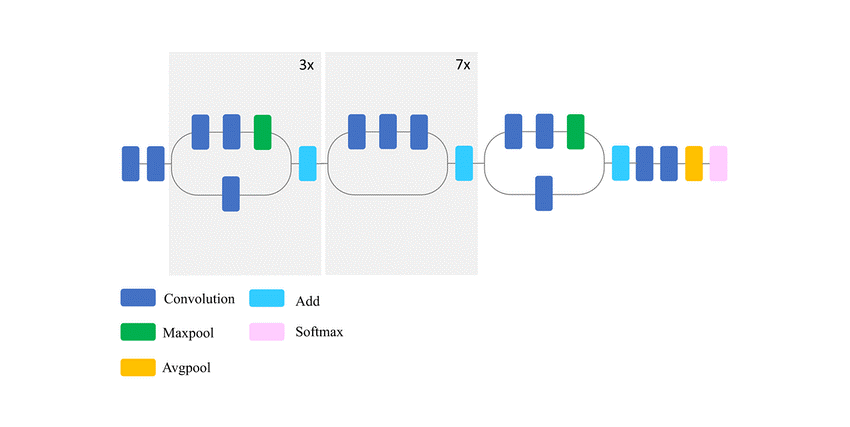 3x
7x
Convolution
Add
Maxpool
Softmax
Avgpool